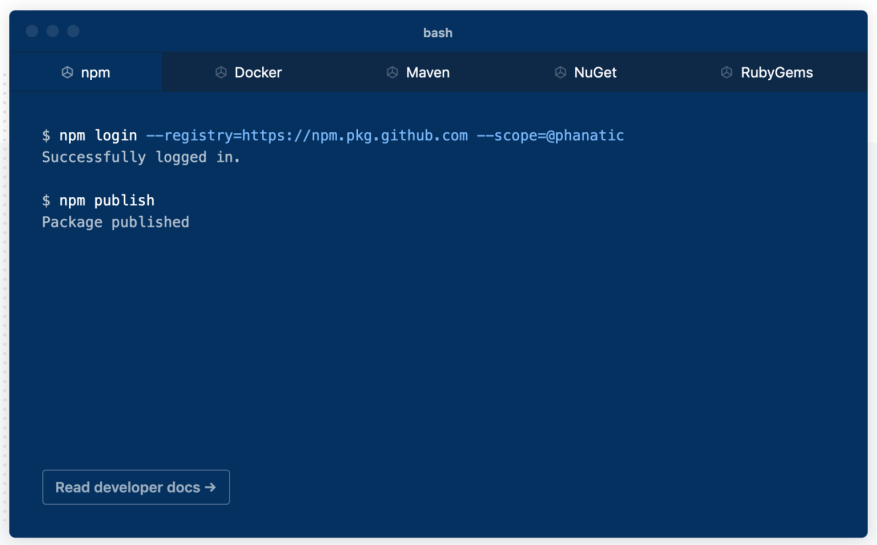 bash
npm Docker Maven NuGet RubyGems
$ npm login --registry=https://npm.pkg.github.com --scope=@phanatic
Successfully logged in.
$ npm publish
Package published
Read developer docs →